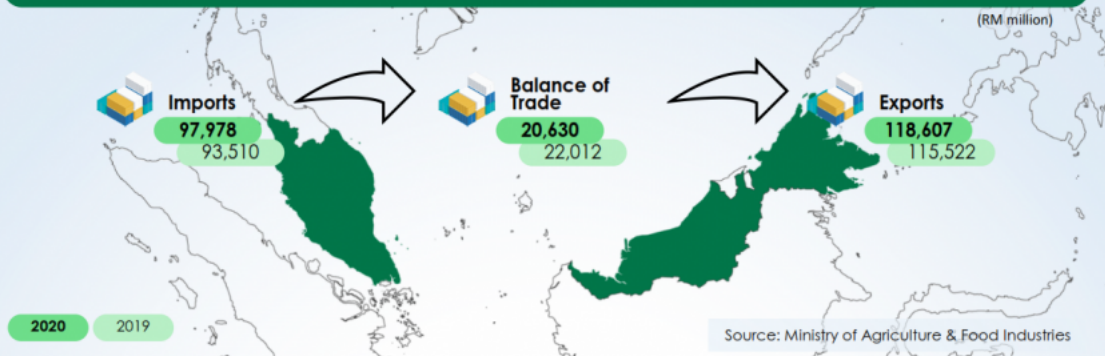 (RM million)
Imports
97,978
93,510
Balance of
Trade
20,630
22,012
Exports
118,607
115,522
2020
2019
Source: Ministry of Agriculture & Food Industries